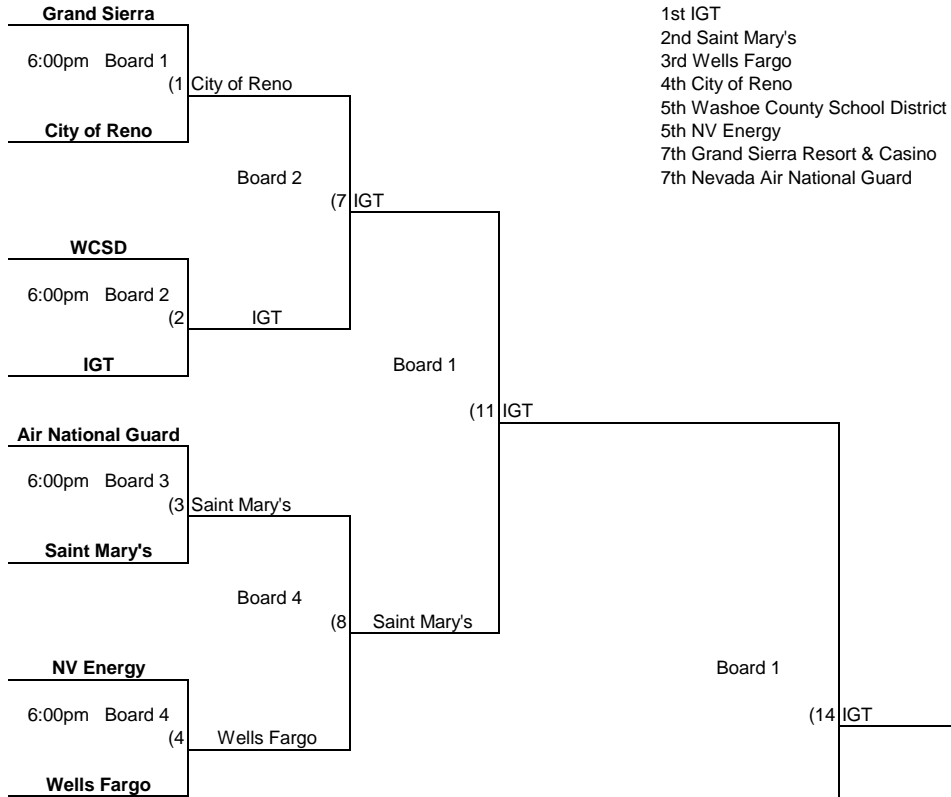 Grand Sierra
6:00pm Board 1
(1 City of Reno
City of Reno
Board 2
(7 IGT
WCSD
6:00pm Board 2
(2 IGT
IGT
Board 1
(11 IGT
Air National Guard
6:00pm Board 3
(3 Saint Mary's
Saint Mary's
Board 4
(8 Saint Mary's
NV Energy
6:00pm Board 4
(4 Wells Fargo
Wells Fargo
Board 1
(14 IGT
1st IGT
2nd Saint Mary's
3rd Wells Fargo
4th City of Reno
5th Washoe County School District
5th NV Energy
7th Grand Sierra Resort & Casino
7th Nevada Air National Guard